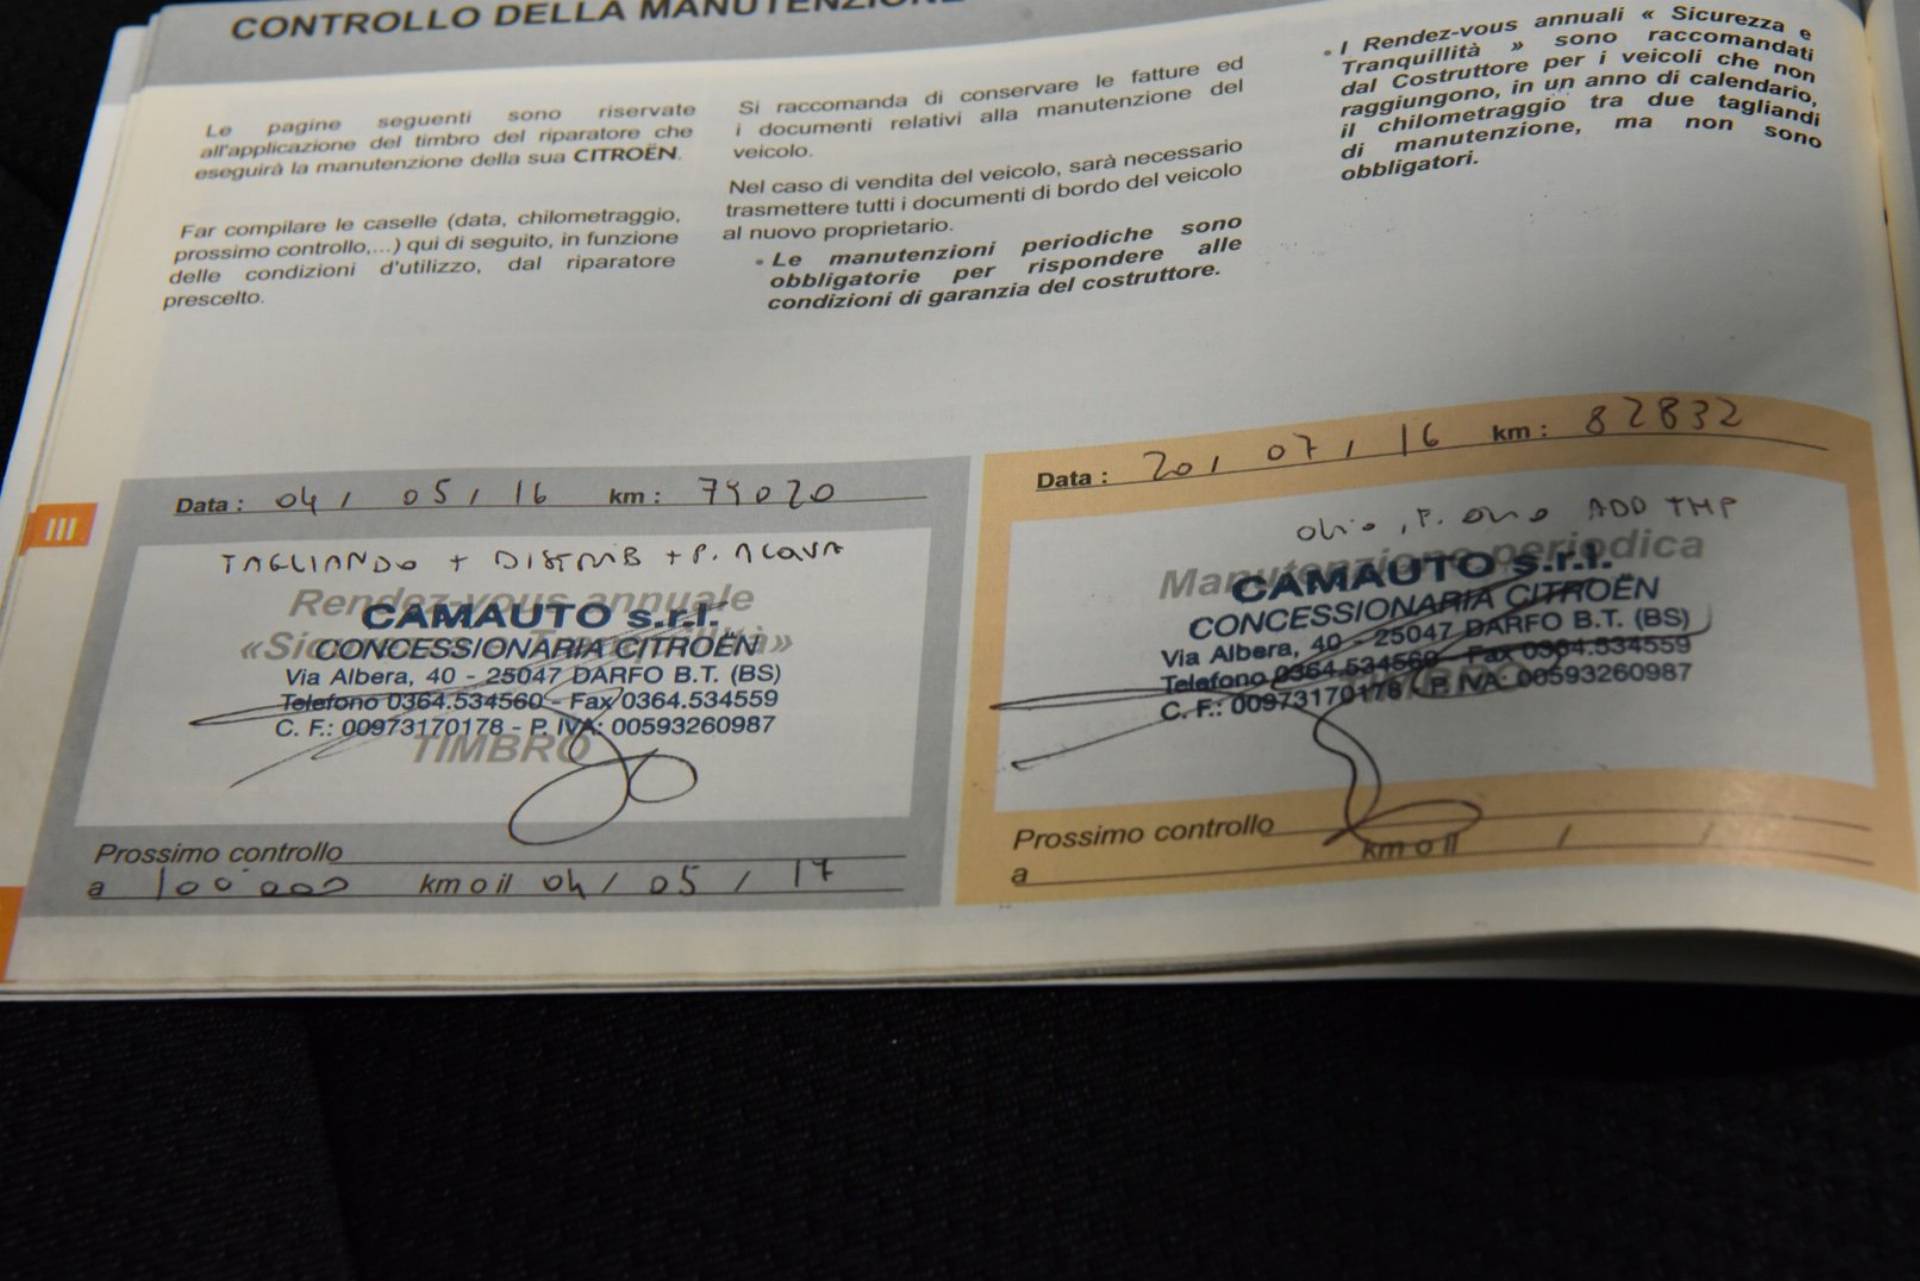 CONTROLLO DELLA MANUTENZIONE
Le pagine seguenti sono riservate
all'applicazione del timbro del riparatore che
eseguirà la manutenzione della sua CITROËN.
Far compilare le caselle (data, chilometraggio,
prossimo controllo,...) qui di seguito, in funzione
delle condizioni d'utilizzo, dal riparatore
prescelto.
Si raccomanda di conservare le fatture ed
i documenti relativi alla manutenzione del
veicolo.
Nel caso di vendita del veicolo, sarà necessario
trasmettere tutti i documenti di bordo del veicolo
al nuovo proprietario.
• Le manutenzioni periodiche sono
obbligatorie per rispondere alle
condizioni di garanzia del costruttore.
• I Rendez-vous annuali « Sicurezza e
Tranquillità » sono raccomandati
dal Costruttore per i veicoli che non
raggiungono, in un anno di calendario,
il chilometraggio tra due tagliandi
di manutenzione, ma non sono
obbligatori.
III
Data : 04 / 05 / 16 km : 79020
TAGLIANDO + DISTRIB + P. ACQUA
Rendez-vous annuale
CAMAUTO s.r.l.
CONCESSIONARIA CITROËN
Via Albera, 40 - 25047 DARFO B.T. (BS)
Telefono 0364.534560 - Fax 0364.534559
C. F.: 00973170178 - P. IVA: 00593260987
TIMBRO
Prossimo controllo
a 100.000 km o il 04 / 05 / 17
Data : 20 / 07 / 16 km : 82832
ADD TMP
Manutenzione periodica
CAMAUTO s.r.l.
CONCESSIONARIA CITROËN
Via Albera, 40 - 25047 DARFO B.T. (BS)
Telefono 0364.534560 - Fax 0364.534559
C. F.: 00973170178 - P. IVA: 00593260987
Prossimo controllo
a km o il / /